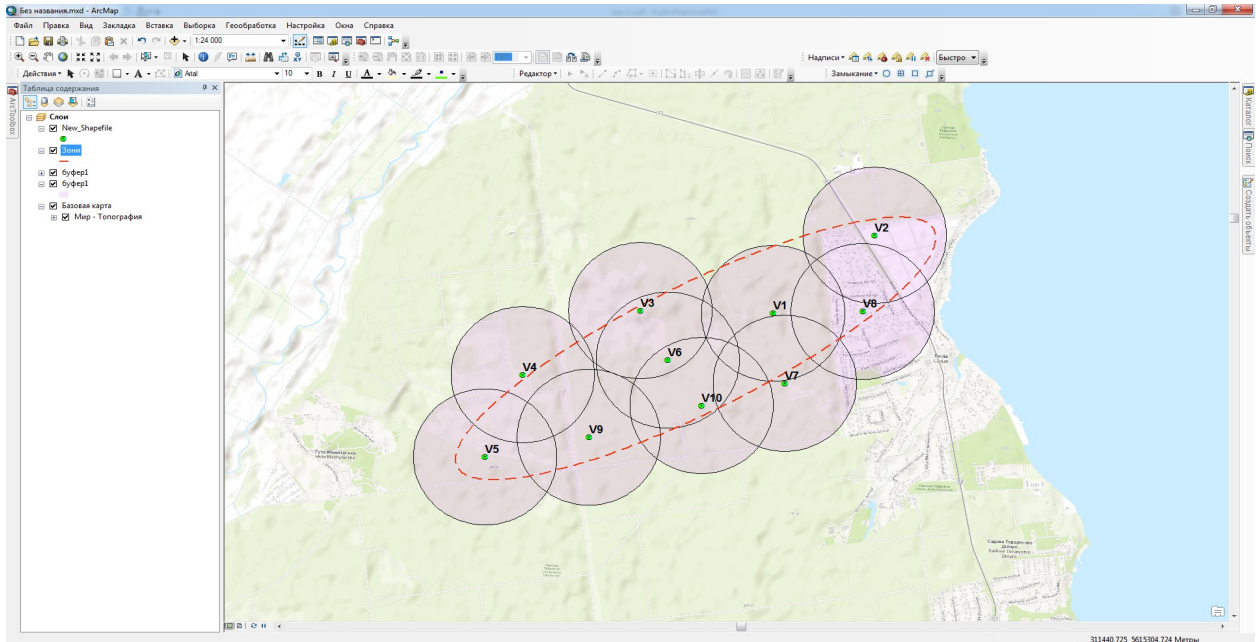 Без названия.mxd - ArcMap
Файл Правка Вид Закладка Вставка Выборка Геообработка Настройка Окна Справка
1:24 000
Надписи
Быстро
Действия
Arial
10
B I U A
Редактор
Замыкание
Таблица содержания
ArcToolbox
Слои
New_Shapefile
Зони
буфер1
буфер1
Базовая карта
Мир - Топография
V2
V3
V1
V8
V6
V4
V7
V10
V9
V5
Каталог
Поиск
Создать объекты
311440,725 5615304,724 Метры